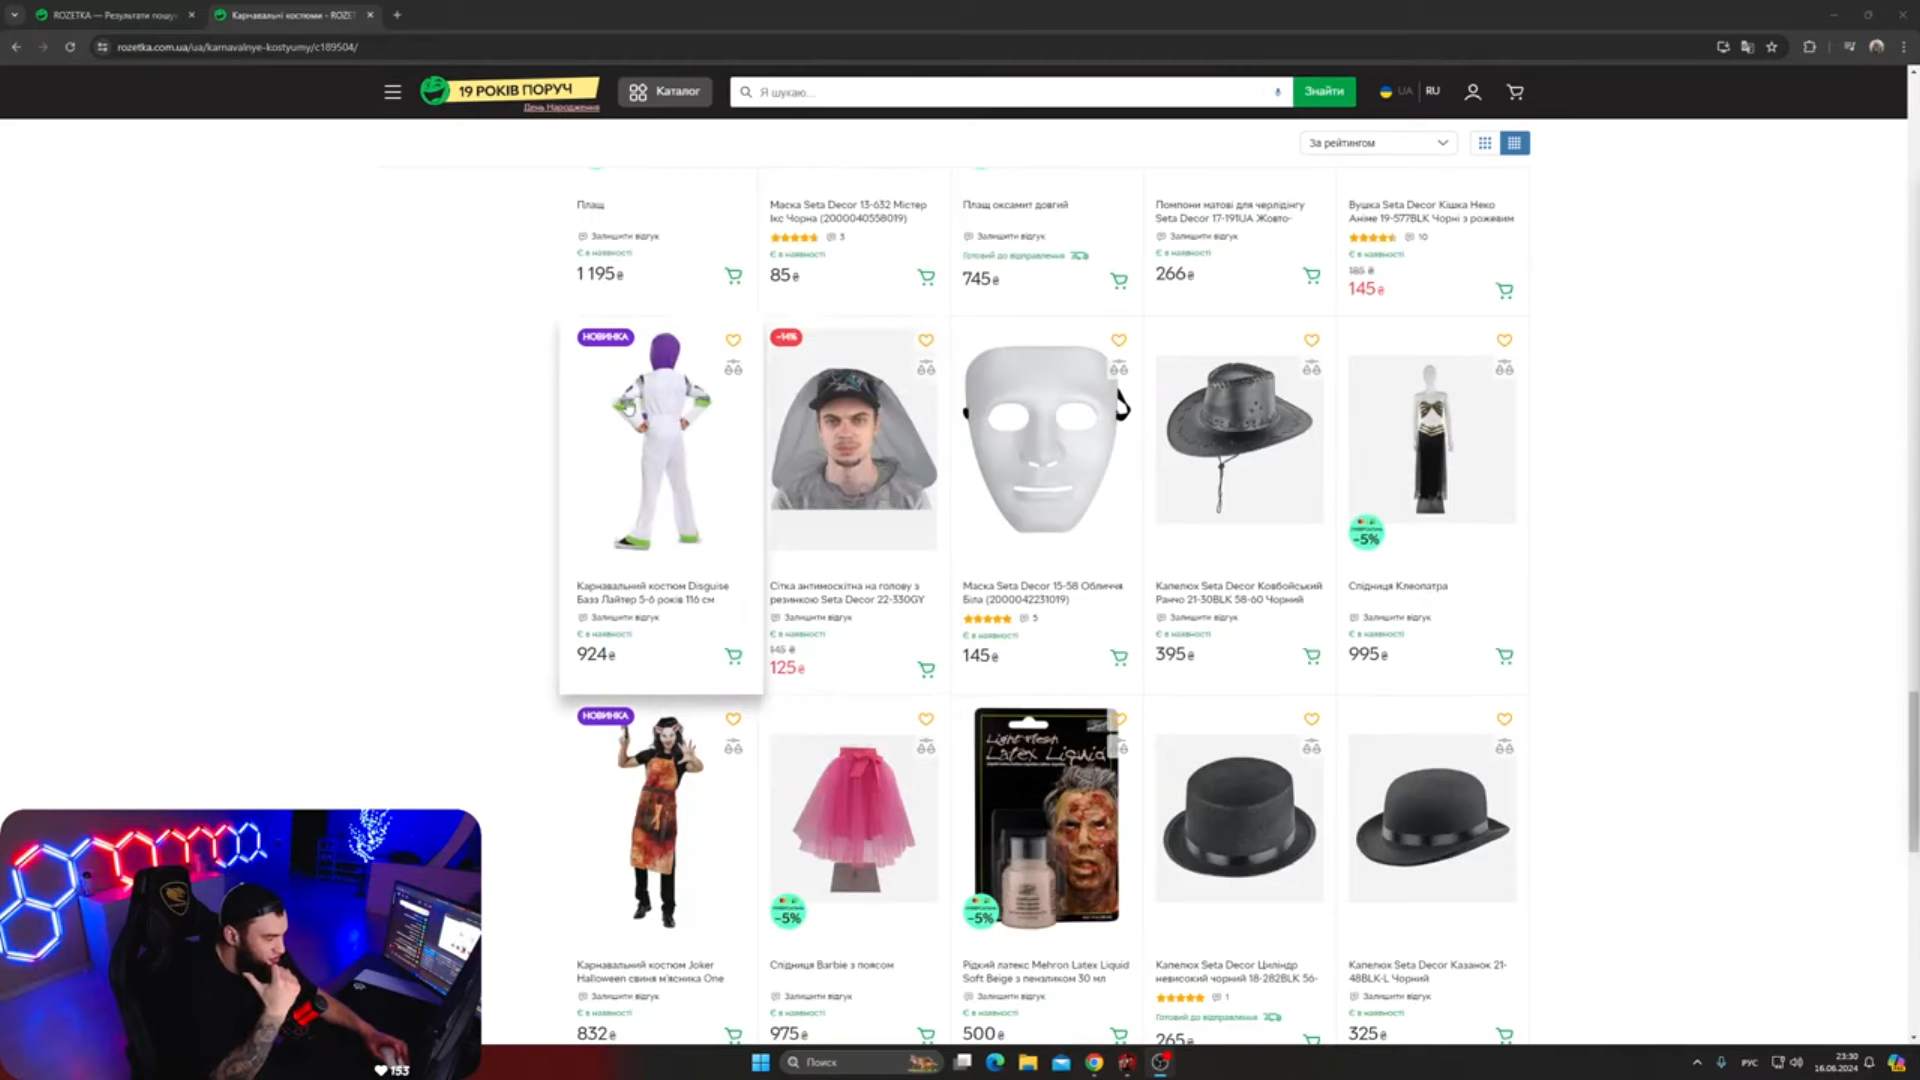 ROZETKA — Результати пошу
Карнавальні костюми - ROZE
rozetka.com.ua/ua/karnavalnye-kostyumy/c189504/
19 РОКІВ ПОРУЧ
День Народження
Каталог
Я шукаю...
Знайти
UA
RU
За рейтингом
Плащ
Залишити відгук
Є в наявності
1 195₴
Маска Seta Decor 13-632 Містер
Ікс Чорна (2000040558019)
3
Є в наявності
85₴
Плащ оксамит довгий
Залишити відгук
Готовий до відправлення
745₴
Помпони матові для черлідінгу
Seta Decor 17-191UA Жовто-
Залишити відгук
Є в наявності
266₴
Вушка Seta Decor Кішка Неко
Аніме 19-577BLK Чорні з рожевим
10
Є в наявності
185 ₴
145₴
НОВИНКА
Карнавальний костюм Disguise
Базз Лайтер 5-6 років 116 см
Залишити відгук
Є в наявності
924₴
-14%
Сітка антимоскітна на голову з
резинкою Seta Decor 22-330GY
Залишити відгук
Є в наявності
145 ₴
125₴
Маска Seta Decor 15-58 Обличчя
Біла (2000042231019)
5
Є в наявності
145₴
Капелюх Seta Decor Ковбойський
Ранчо 21-30BLK 58-60 Чорний
Залишити відгук
Є в наявності
395₴
-5%
Спідниця Клеопатра
Залишити відгук
Є в наявності
995₴
НОВИНКА
Карнавальний костюм Joker
Halloween свиня м'ясника One
Залишити відгук
Є в наявності
832₴
-5%
Спідниця Barbie з поясом
Залишити відгук
Є в наявності
975₴
Light Flesh
Latex Liquid
-5%
Рідкий латекс Mehron Latex Liquid
Soft Beige з пензликом 30 мл
Залишити відгук
Є в наявності
500₴
Капелюх Seta Decor Циліндр
невисокий чорний 18-282BLK 56-
1
Готовий до відправлення
265₴
Капелюх Seta Decor Казанок 21-
48BLK-L Чорний
Залишити відгук
Є в наявності
325₴
153
Поиск
РУС
23:30
16.06.2024